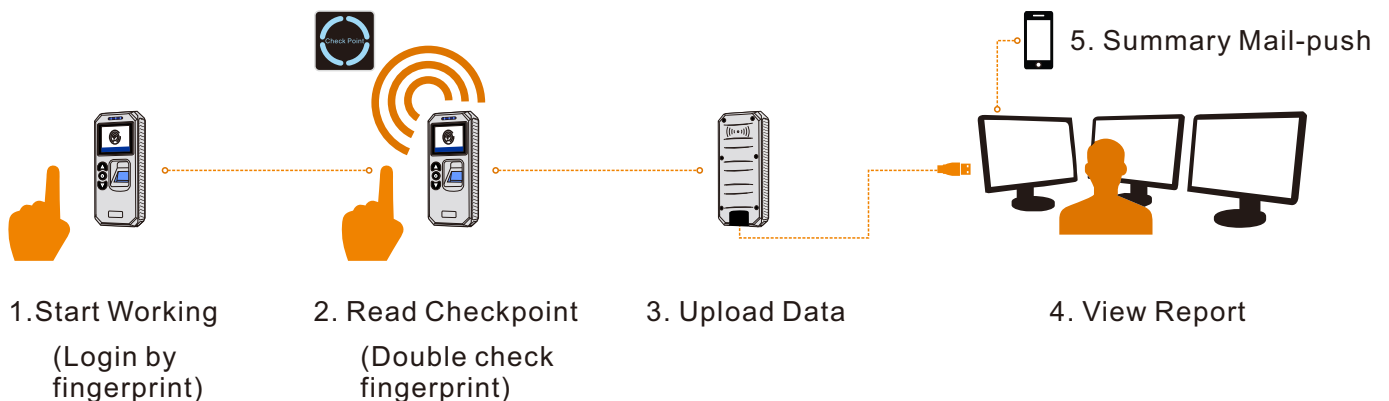 Check Point
5. Summary Mail-push
1.Start Working
(Login by
fingerprint)
2. Read Checkpoint
(Double check
fingerprint)
3. Upload Data
4. View Report